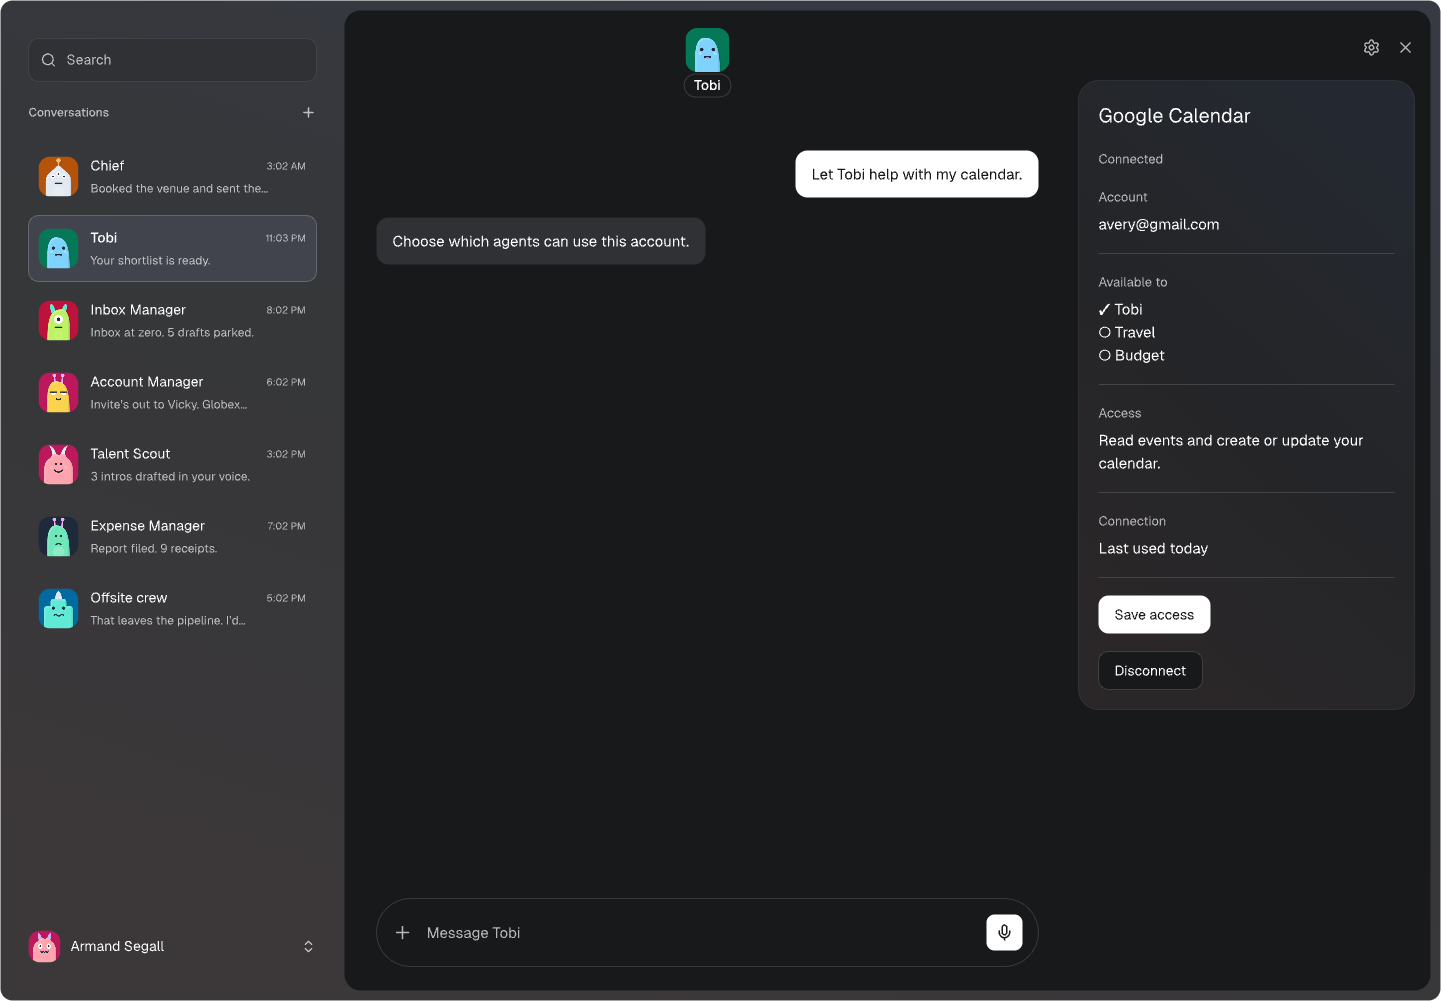 Search
Conversations
Chief
3:02 AM
Booked the venue and sent the...
Tobi
11:03 PM
Your shortlist is ready.
Inbox Manager
8:02 PM
Inbox at zero. 5 drafts parked.
Account Manager
6:02 PM
Invite's out to Vicky. Globex...
Talent Scout
3:02 PM
3 intros drafted in your voice.
Expense Manager
7:02 PM
Report filed. 9 receipts.
Offsite crew
5:02 PM
That leaves the pipeline. I'd...
Armand Segall
Tobi
Let Tobi help with my calendar.
Choose which agents can use this account.
Message Tobi
Google Calendar
Connected
Account
avery@gmail.com
Available to
✓ Tobi
○ Travel
○ Budget
Access
Read events and create or update your
calendar.
Connection
Last used today
Save access
Disconnect